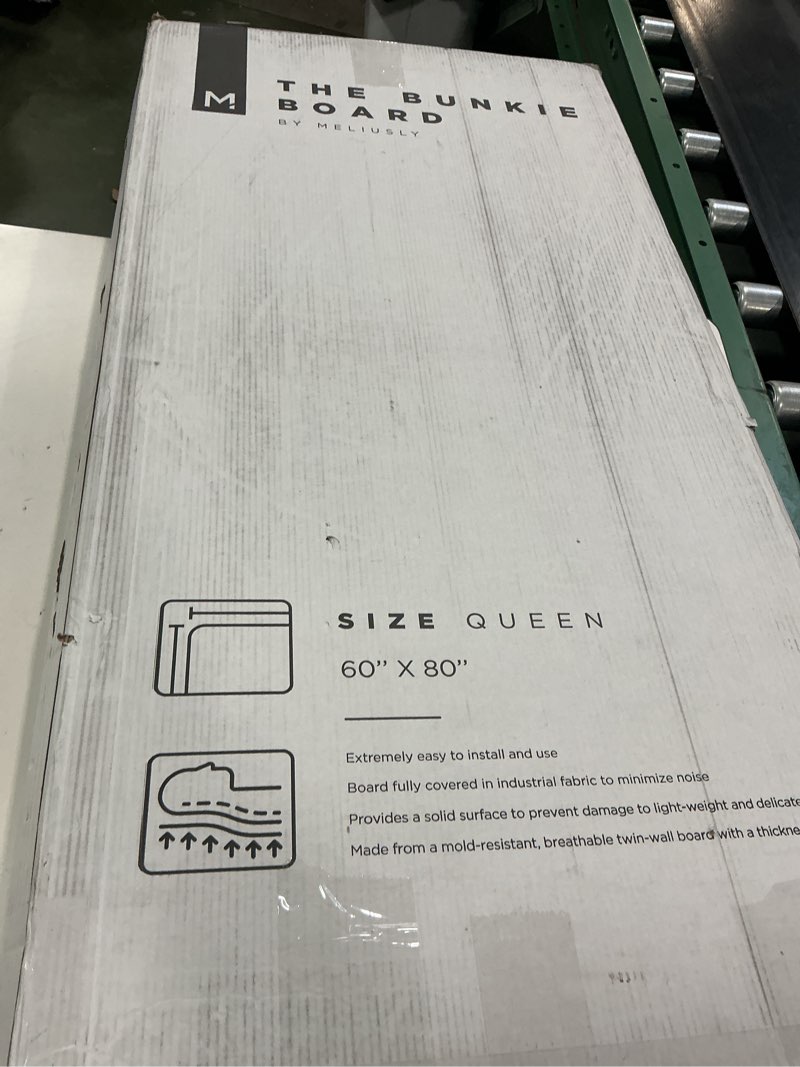 M.
THE BUNKIE
BOARD
BY MELIUSLY
SIZE QUEEN
60” X 80”
Extremely easy to install and use
Board fully covered in industrial fabric to minimize noise
Provides a solid surface to prevent damage to light-weight and delicate
Made from a mold-resistant, breathable twin-wall board with a